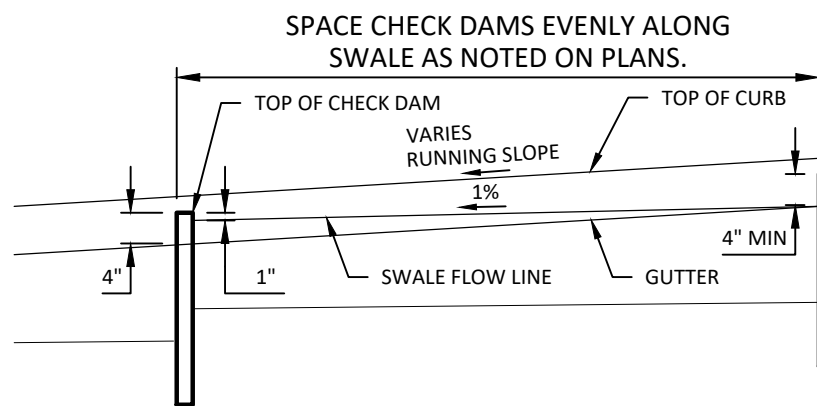 SPACE CHECK DAMS EVENLY ALONG
SWALE AS NOTED ON PLANS.
TOP OF CHECK DAM
TOP OF CURB
VARIES
RUNNING SLOPE
1%
4"
1"
SWALE FLOW LINE
GUTTER
4" MIN